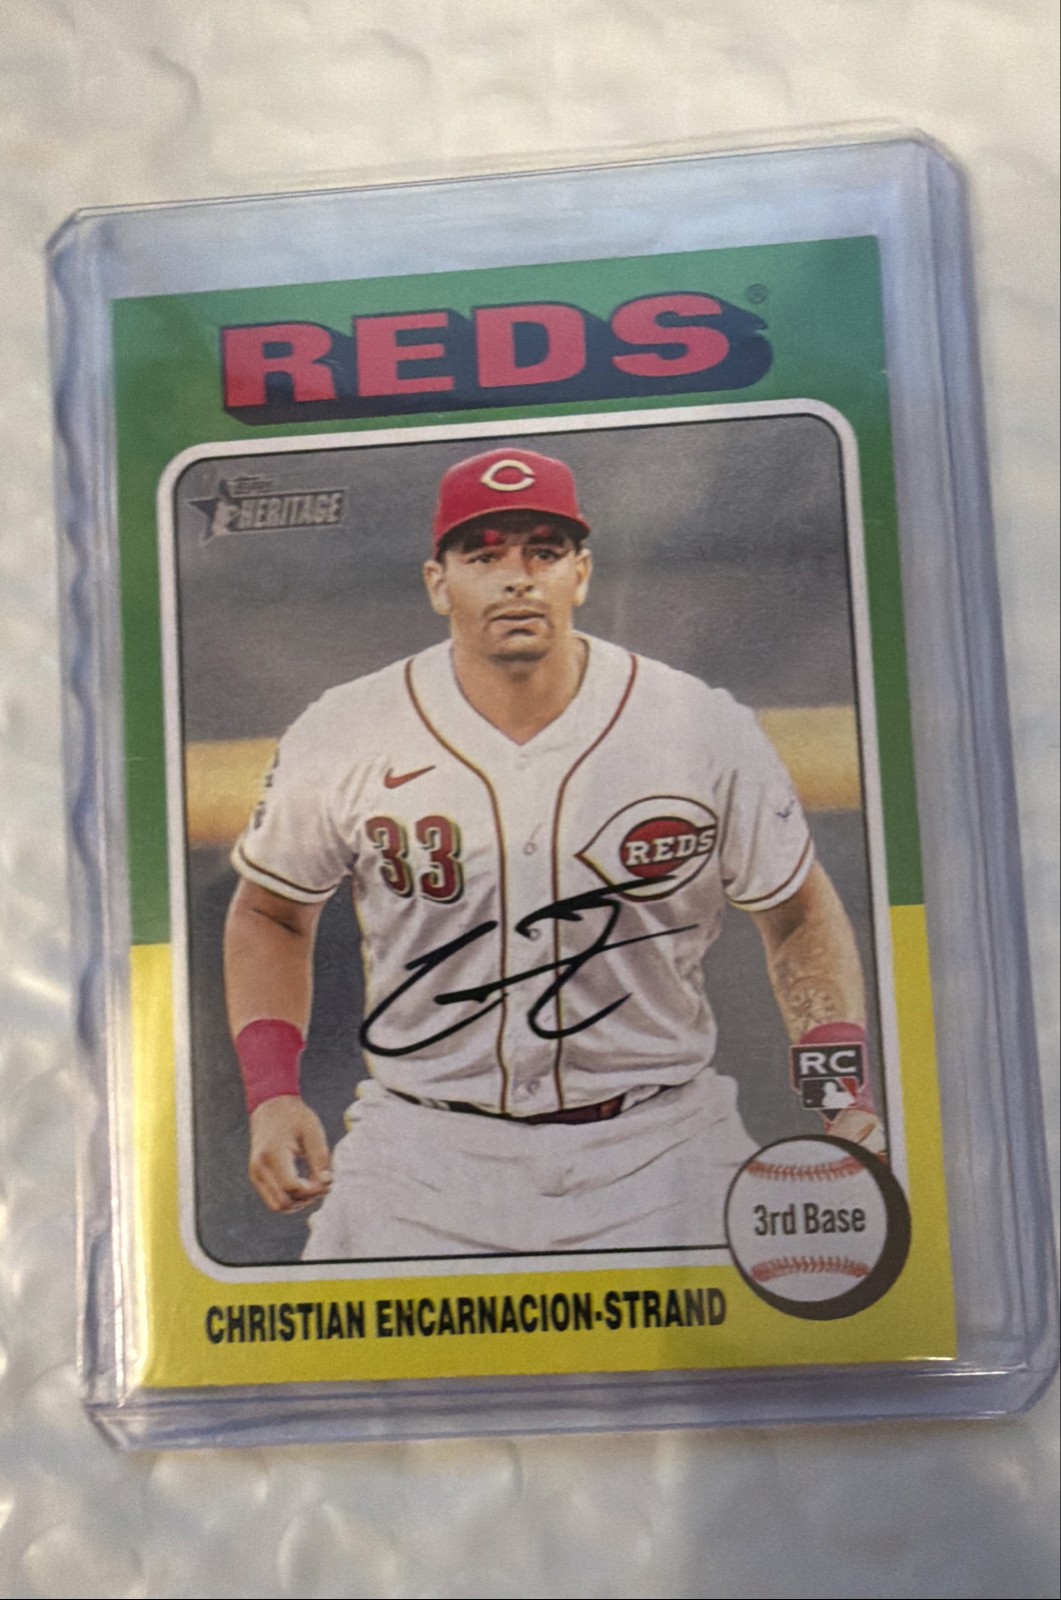 REDS®
TOPPS
HERITAGE
33
REDS
RC
3rd Base
CHRISTIAN ENCARNACION-STRAND